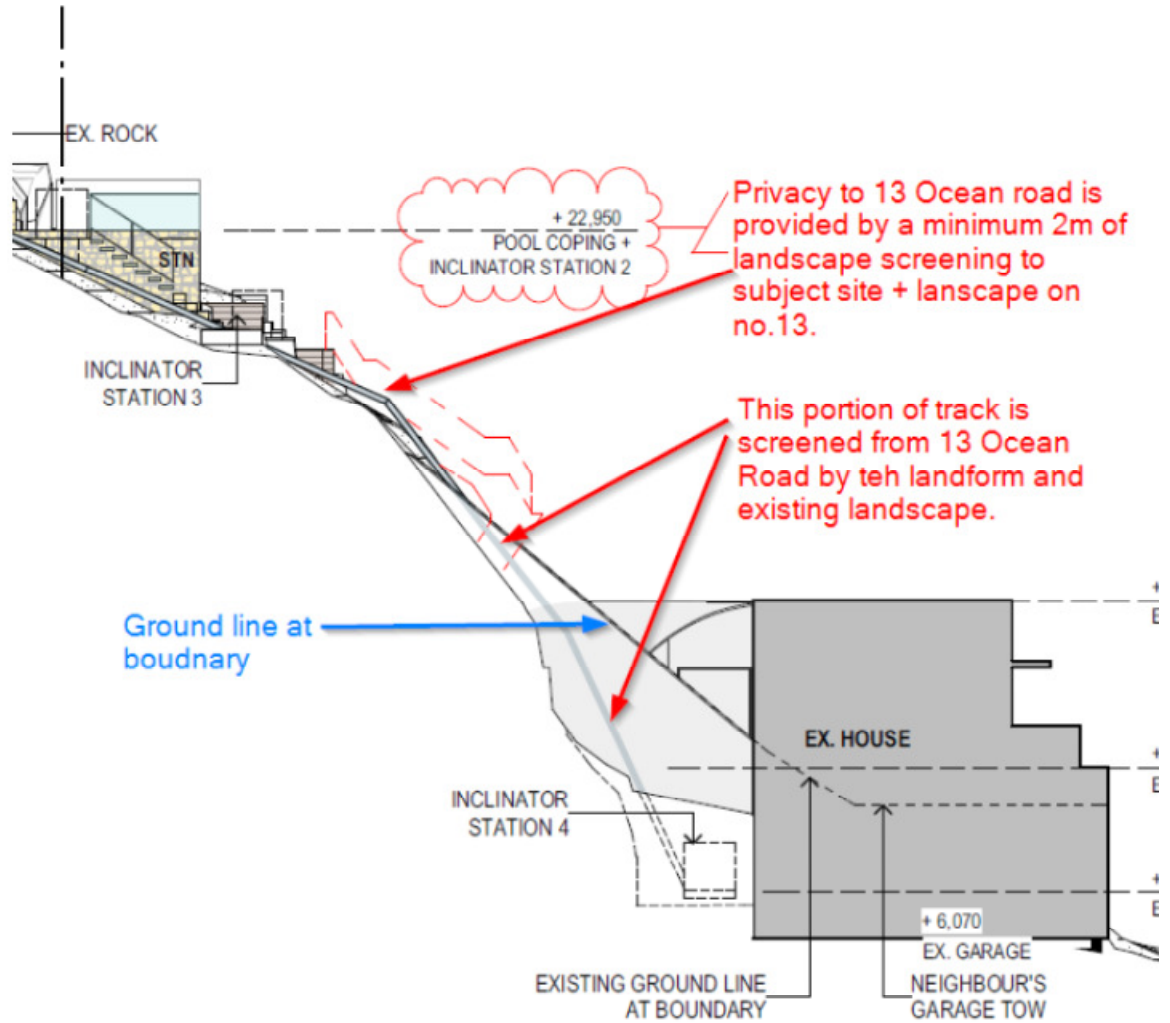 EX. ROCK
STN
INCLINATOR
STATION 3
+ 22,950
POOL COPING +
INCLINATOR STATION 2
Privacy to 13 Ocean road is
provided by a minimum 2m of
landscape screening to
subject site + lanscape on
no.13.
This portion of track is
screened from 13 Ocean
Road by teh landform and
existing landscape.
Ground line at
boudnary
+
E
EX. HOUSE
+
E
INCLINATOR
STATION 4
+
E
+ 6,070
EX. GARAGE
EXISTING GROUND LINE
AT BOUNDARY
NEIGHBOUR'S
GARAGE TOW